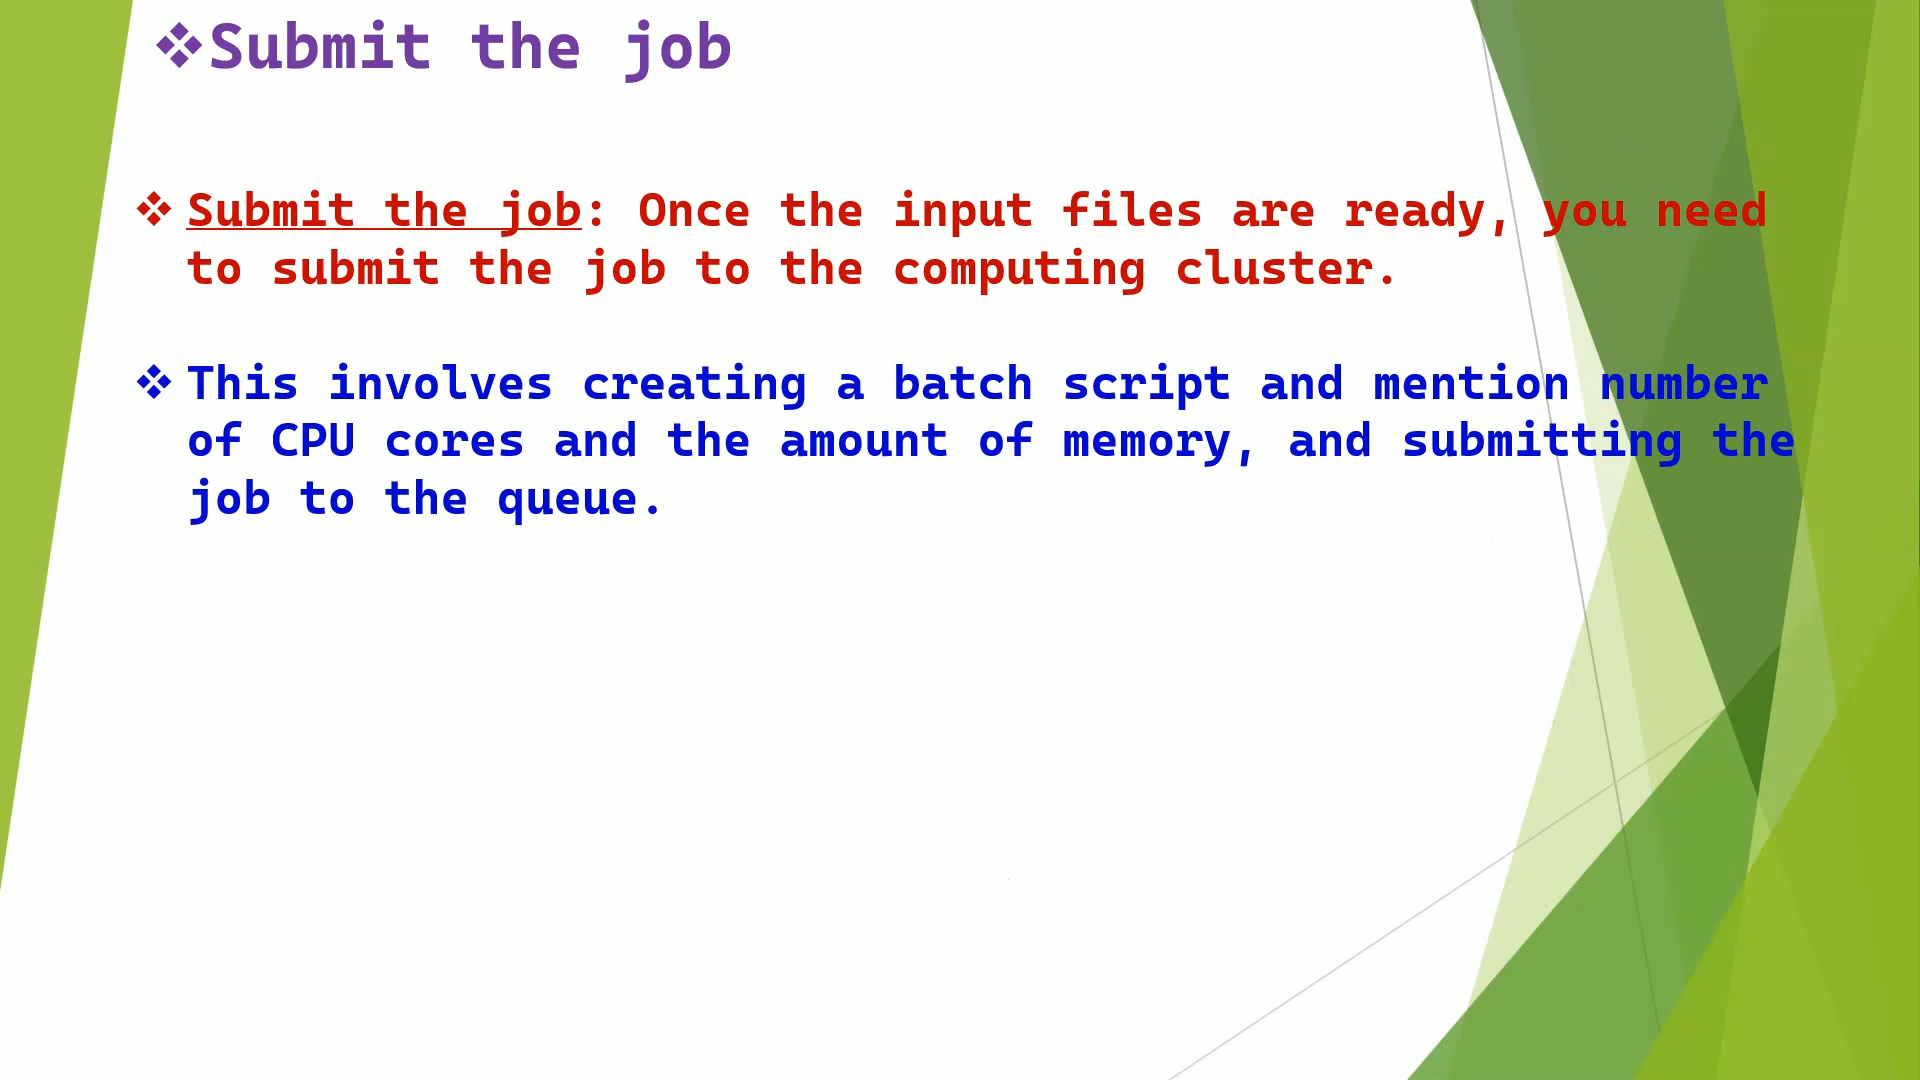 ❖Submit the job
❖ Submit the job: Once the input files are ready, you need
to submit the job to the computing cluster.
❖ This involves creating a batch script and mention number
of CPU cores and the amount of memory, and submitting the
job to the queue.